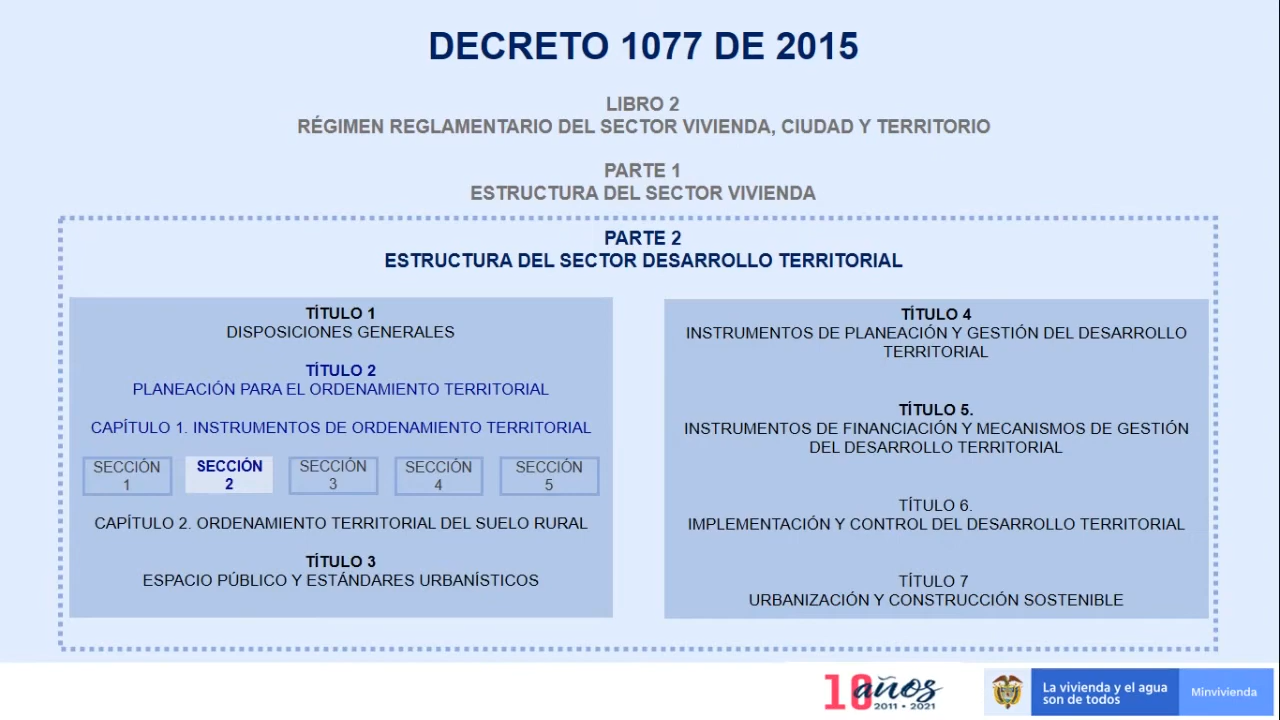 DECRETO 1077 DE 2015
LIBRO 2
RÉGIMEN REGLAMENTARIO DEL SECTOR VIVIENDA, CIUDAD Y TERRITORIO
PARTE 1
ESTRUCTURA DEL SECTOR VIVIENDA
PARTE 2
ESTRUCTURA DEL SECTOR DESARROLLO TERRITORIAL
TÍTULO 1
DISPOSICIONES GENERALES
TÍTULO 2
PLANEACIÓN PARA EL ORDENAMIENTO TERRITORIAL
CAPÍTULO 1. INSTRUMENTOS DE ORDENAMIENTO TERRITORIAL
SECCIÓN
1
SECCIÓN
2
SECCIÓN
3
SECCIÓN
4
SECCIÓN
5
CAPÍTULO 2. ORDENAMIENTO TERRITORIAL DEL SUELO RURAL
TÍTULO 3
ESPACIO PÚBLICO Y ESTÁNDARES URBANÍSTICOS
TÍTULO 4
INSTRUMENTOS DE PLANEACIÓN Y GESTIÓN DEL DESARROLLO
TERRITORIAL
TÍTULO 5.
INSTRUMENTOS DE FINANCIACIÓN Y MECANISMOS DE GESTIÓN
DEL DESARROLLO TERRITORIAL
TÍTULO 6.
IMPLEMENTACIÓN Y CONTROL DEL DESARROLLO TERRITORIAL
TÍTULO 7
URBANIZACIÓN Y CONSTRUCCIÓN SOSTENIBLE
10 años
2011 • 2021
La vivienda y el agua
son de todos
Minvivienda